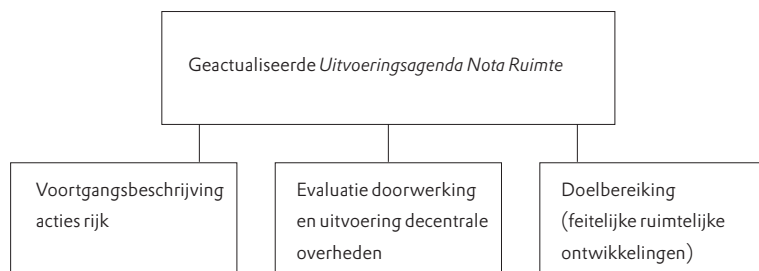 Geactualiseerde Uitvoeringsagenda Nota Ruimte
Voortgangsbeschrijving
acties rijk
Evaluatie doorwerking
en uitvoering decentrale
overheden
Doelbereiking
(feitelijke ruimtelijke
ontwikkelingen)